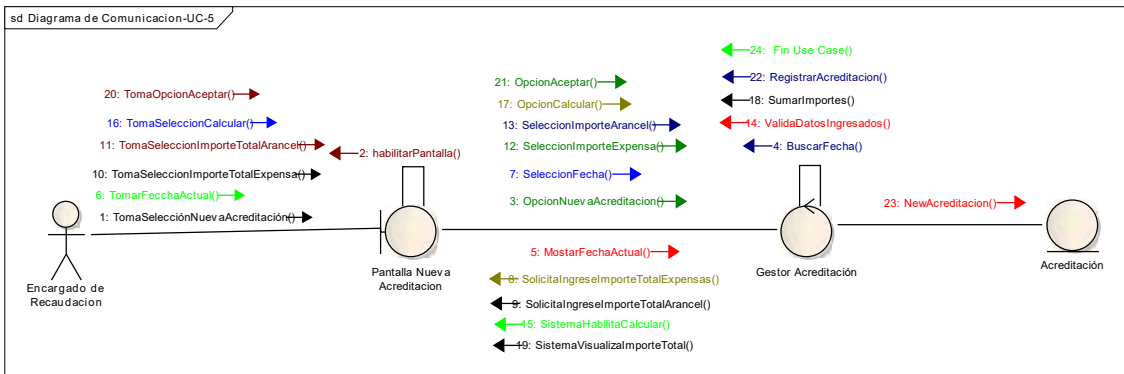 sd Diagrama de Comunicacion-UC-5
24: Fin Use Case()
21: OpcionAceptar()
22: RegistrarAcreditacion()
20: TomaOpcionAceptar()
17: OpcionCalcular()
18: SumarImportes()
16: TomaSeleccionCalcular()
13: SeleccionImporteArancel()
14: ValidaDatosIngresados()
11: TomaSeleccionImporteTotalArancel()
2: habilitarPantalla()
12: SeleccionImporteExpensa()
4: BuscarFecha()
10: TomaSeleccionImporteTotalExpensa()
7: SeleccionFecha()
6: TomarFecchaActual()
3: OpcionNuevaAcreditacion()
23: NewAcreditacion()
1: TomaSelecciónNuevaAcreditación()
5: MostarFechaActual()
Pantalla Nueva
Acreditacion
Gestor Acreditación
Acreditación
8: SolicitaIngreseImporteTotalExpensas()
Encargado de
Recaudacion
9: SolicitaIngreseImporteTotalArancel()
15: SistemaHabilitaCalcular()
19: SistemaVisualizaImporteTotal()